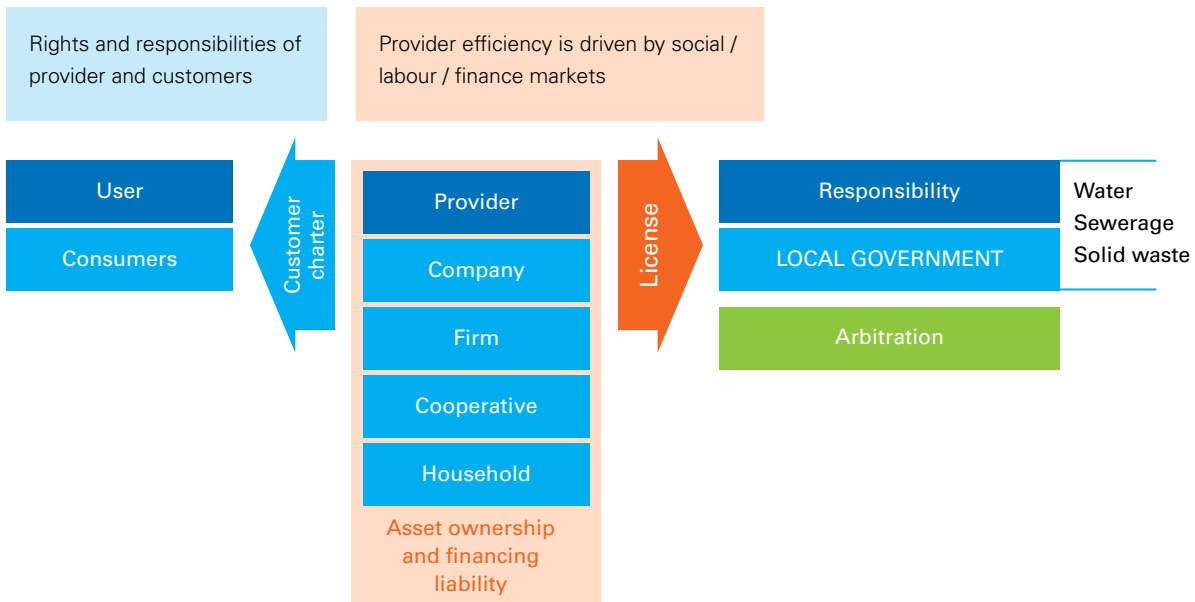 Rights and responsibilities of
provider and customers
Provider efficiency is driven by social /
labour / finance markets
User
Consumers
Customer
charter
Provider
Company
Firm
Cooperative
Household
Asset ownership
and financing
liability
License
Responsibility
LOCAL GOVERNMENT
Arbitration
Water
Sewerage
Solid waste